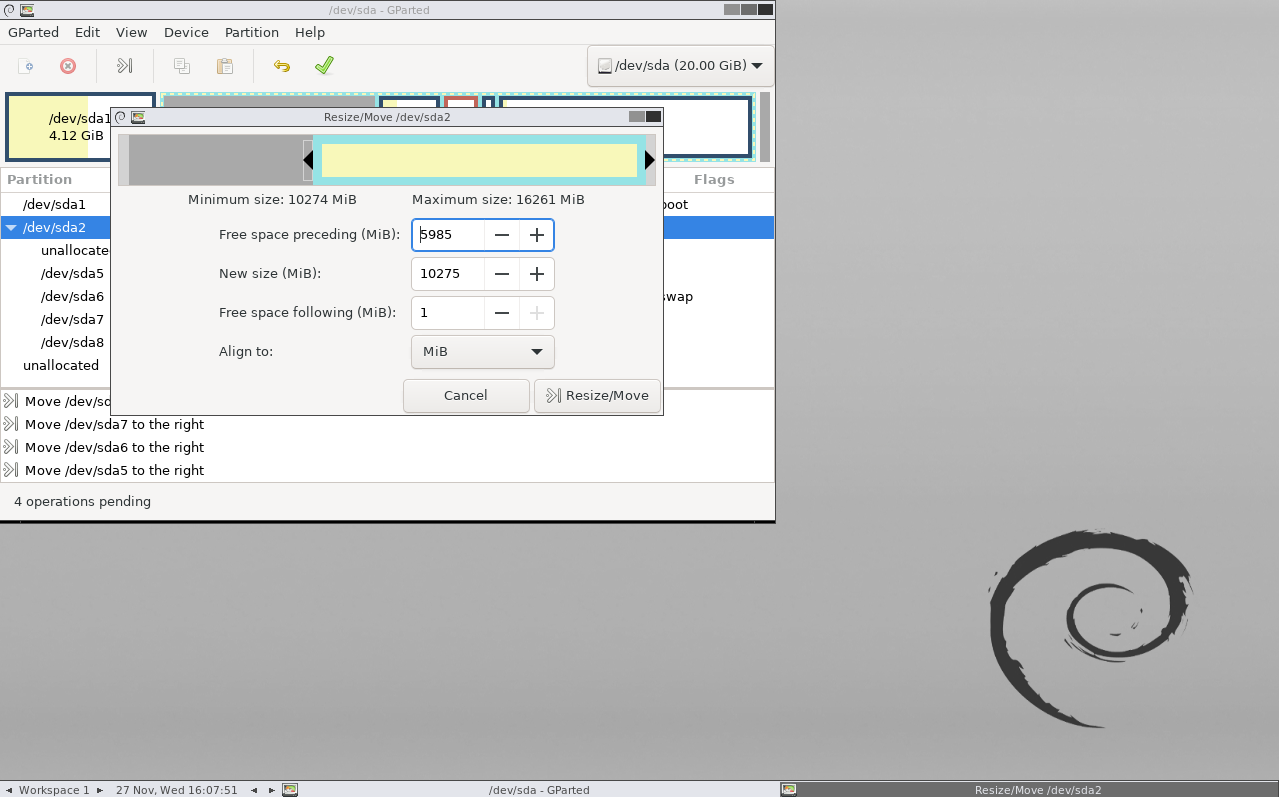 /dev/sda - GParted
GParted Edit View Device Partition Help
/dev/sda (20.00 GiB)
/dev/sda1
4.12 GiB
Resize/Move /dev/sda2
Minimum size: 10274 MiB Maximum size: 16261 MiB
Free space preceding (MiB): 5985
New size (MiB): 10275
Free space following (MiB): 1
Align to: MiB
Cancel Resize/Move
Partition Flags
/dev/sda1
/dev/sda2
/dev/sda5
/dev/sda6 swap
/dev/sda7
/dev/sda8
unallocated
Move /dev/sda7 to the right
Move /dev/sda6 to the right
Move /dev/sda5 to the right
4 operations pending
Workspace 1 27 Nov, Wed 16:07:51 /dev/sda - GParted Resize/Move /dev/sda2